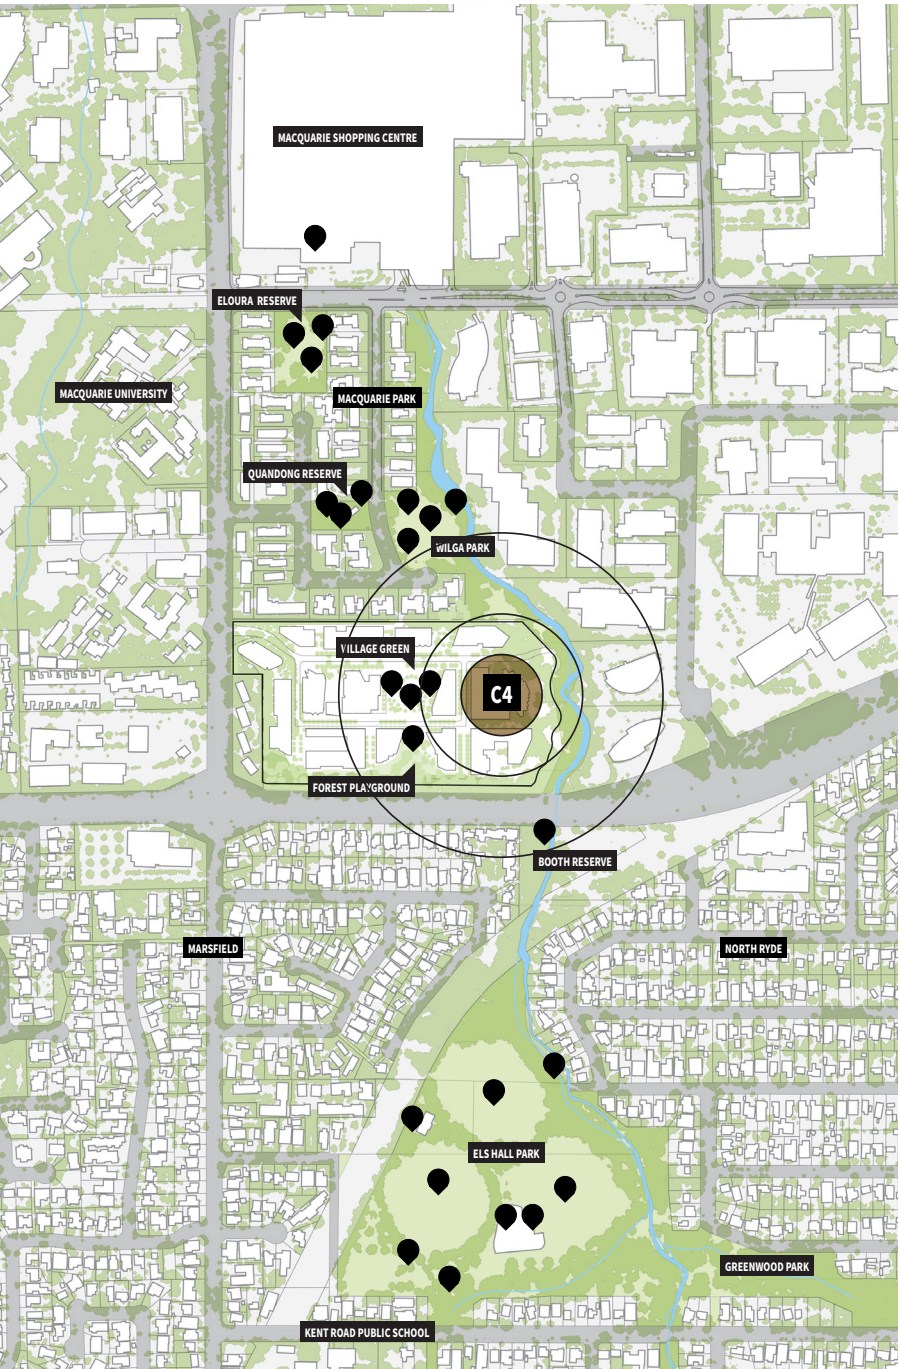 MACQUARIE SHOPPING CENTRE
ELOURA RESERVE
MACQUARIE UNIVERSITY
MACQUARIE PARK
QUANDONG RESERVE
WILGA PARK
VILLAGE GREEN
C4
FOREST PLAYGROUND
BOOTH RESERVE
MARSFIELD
NORTH RYDE
ELS HALL PARK
GREENWOOD PARK
KENT ROAD PUBLIC SCHOOL